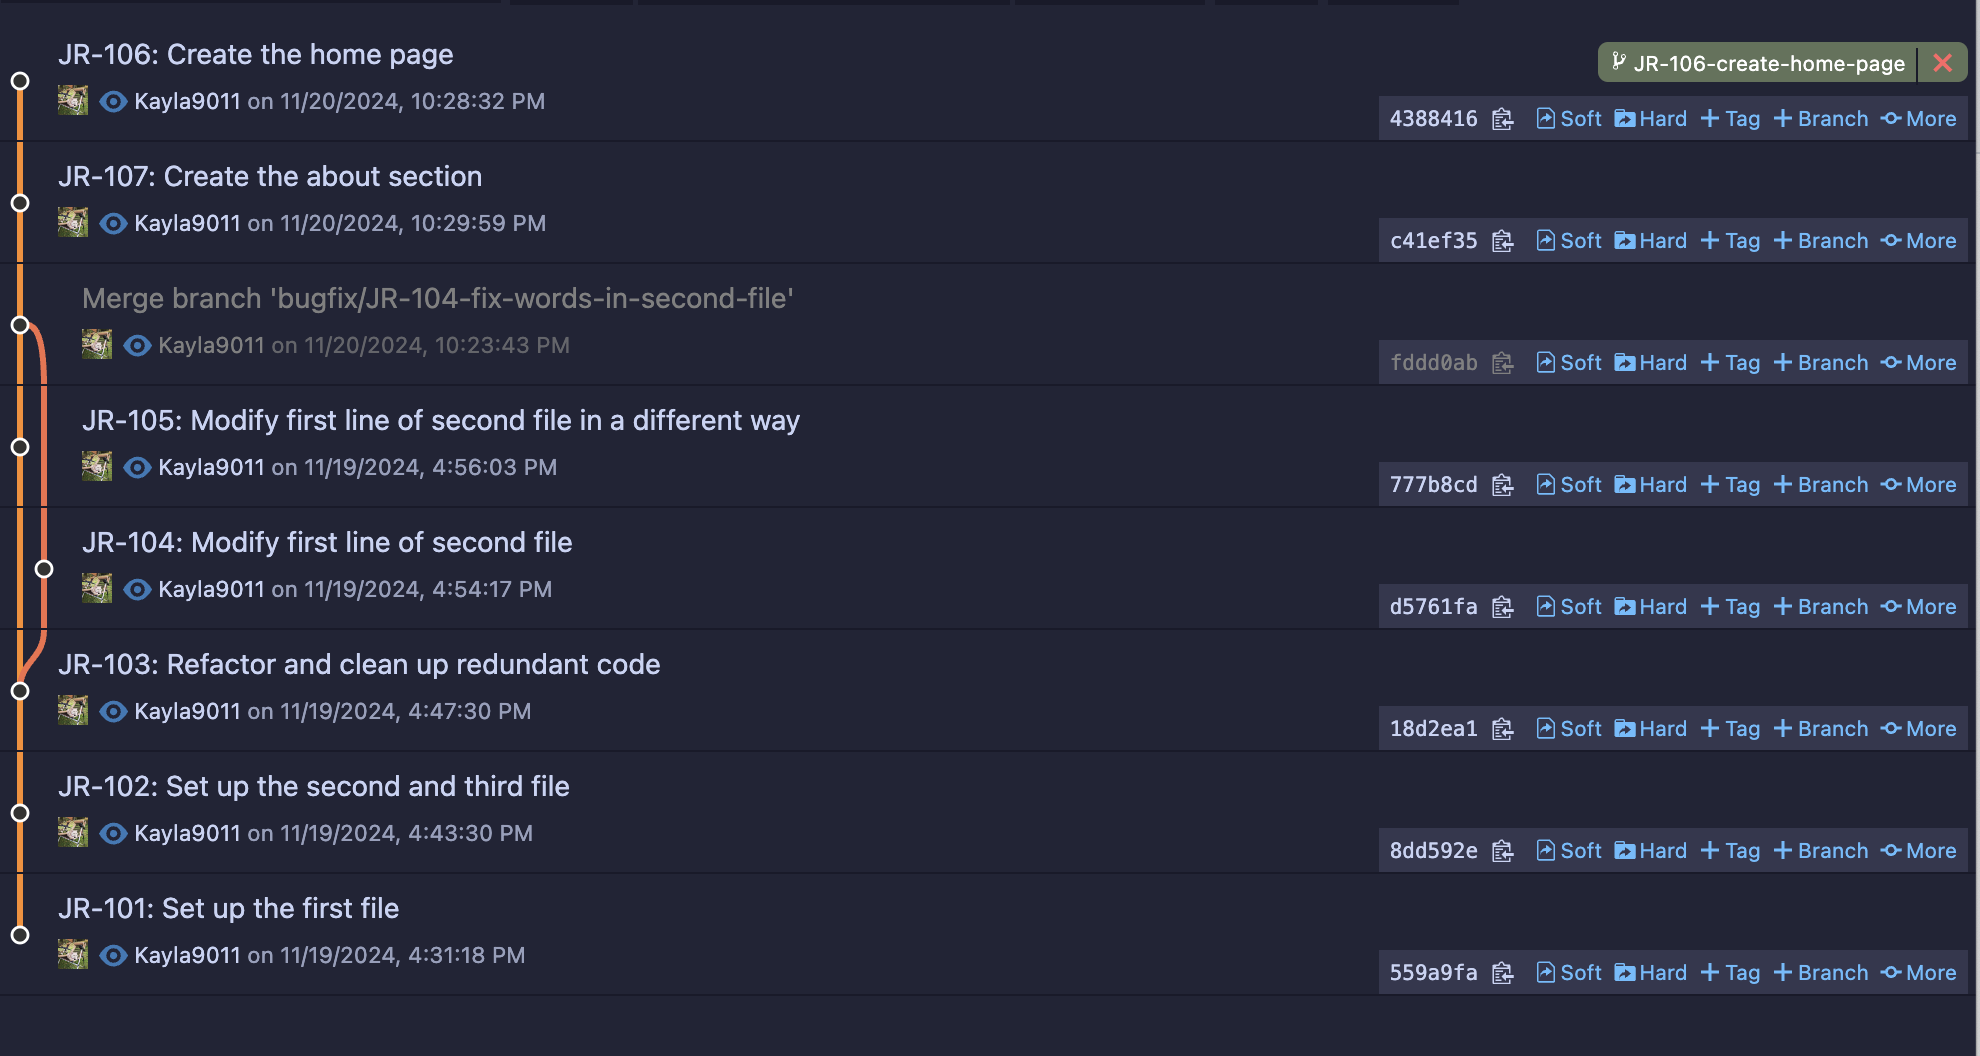 JR-106: Create the home page
JR-106-create-home-page
Kayla9011 on 11/20/2024, 10:28:32 PM
4388416 Soft Hard Tag Branch More
JR-107: Create the about section
Kayla9011 on 11/20/2024, 10:29:59 PM
c41ef35 Soft Hard Tag Branch More
Merge branch 'bugfix/JR-104-fix-words-in-second-file'
Kayla9011 on 11/20/2024, 10:23:43 PM
fddd0ab Soft Hard Tag Branch More
JR-105: Modify first line of second file in a different way
Kayla9011 on 11/19/2024, 4:56:03 PM
777b8cd Soft Hard Tag Branch More
JR-104: Modify first line of second file
Kayla9011 on 11/19/2024, 4:54:17 PM
d5761fa Soft Hard Tag Branch More
JR-103: Refactor and clean up redundant code
Kayla9011 on 11/19/2024, 4:47:30 PM
18d2ea1 Soft Hard Tag Branch More
JR-102: Set up the second and third file
Kayla9011 on 11/19/2024, 4:43:30 PM
8dd592e Soft Hard Tag Branch More
JR-101: Set up the first file
Kayla9011 on 11/19/2024, 4:31:18 PM
559a9fa Soft Hard Tag Branch More